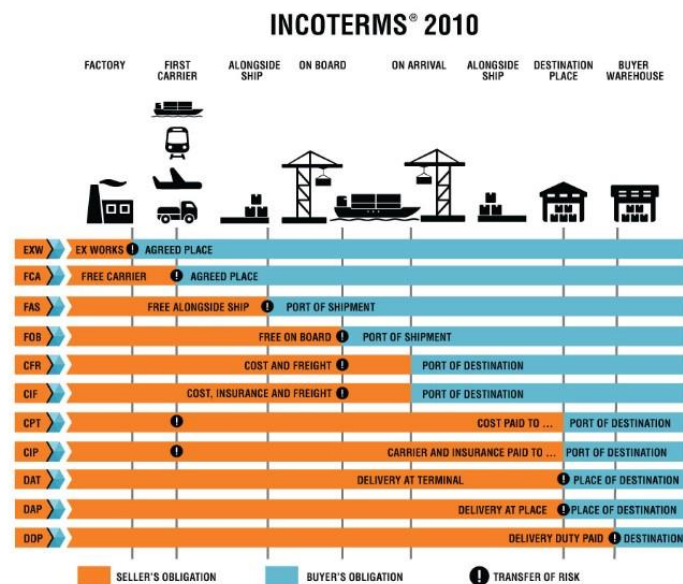 INCOTERMS® 2010
FACTORY
FIRST
CARRIER
ALONGSIDE
SHIP
ON BOARD
ON ARRIVAL
ALONGSIDE
SHIP
DESTINATION
PLACE
BUYER
WAREHOUSE
EXW EX WORKS ! AGREED PLACE
FCA FREE CARRIER ! AGREED PLACE
FAS FREE ALONGSIDE SHIP ! PORT OF SHIPMENT
FOB FREE ON BOARD ! PORT OF SHIPMENT
CFR COST AND FREIGHT ! PORT OF DESTINATION
CIF COST, INSURANCE AND FREIGHT ! PORT OF DESTINATION
CPT ! COST PAID TO ... PORT OF DESTINATION
CIP ! CARRIER AND INSURANCE PAID TO ... PORT OF DESTINATION
DAT DELIVERY AT TERMINAL ! PLACE OF DESTINATION
DAP DELIVERY AT PLACE ! PLACE OF DESTINATION
DDP DELIVERY DUTY PAID ! DESTINATION
SELLER'S OBLIGATION BUYER'S OBLIGATION ! TRANSFER OF RISK